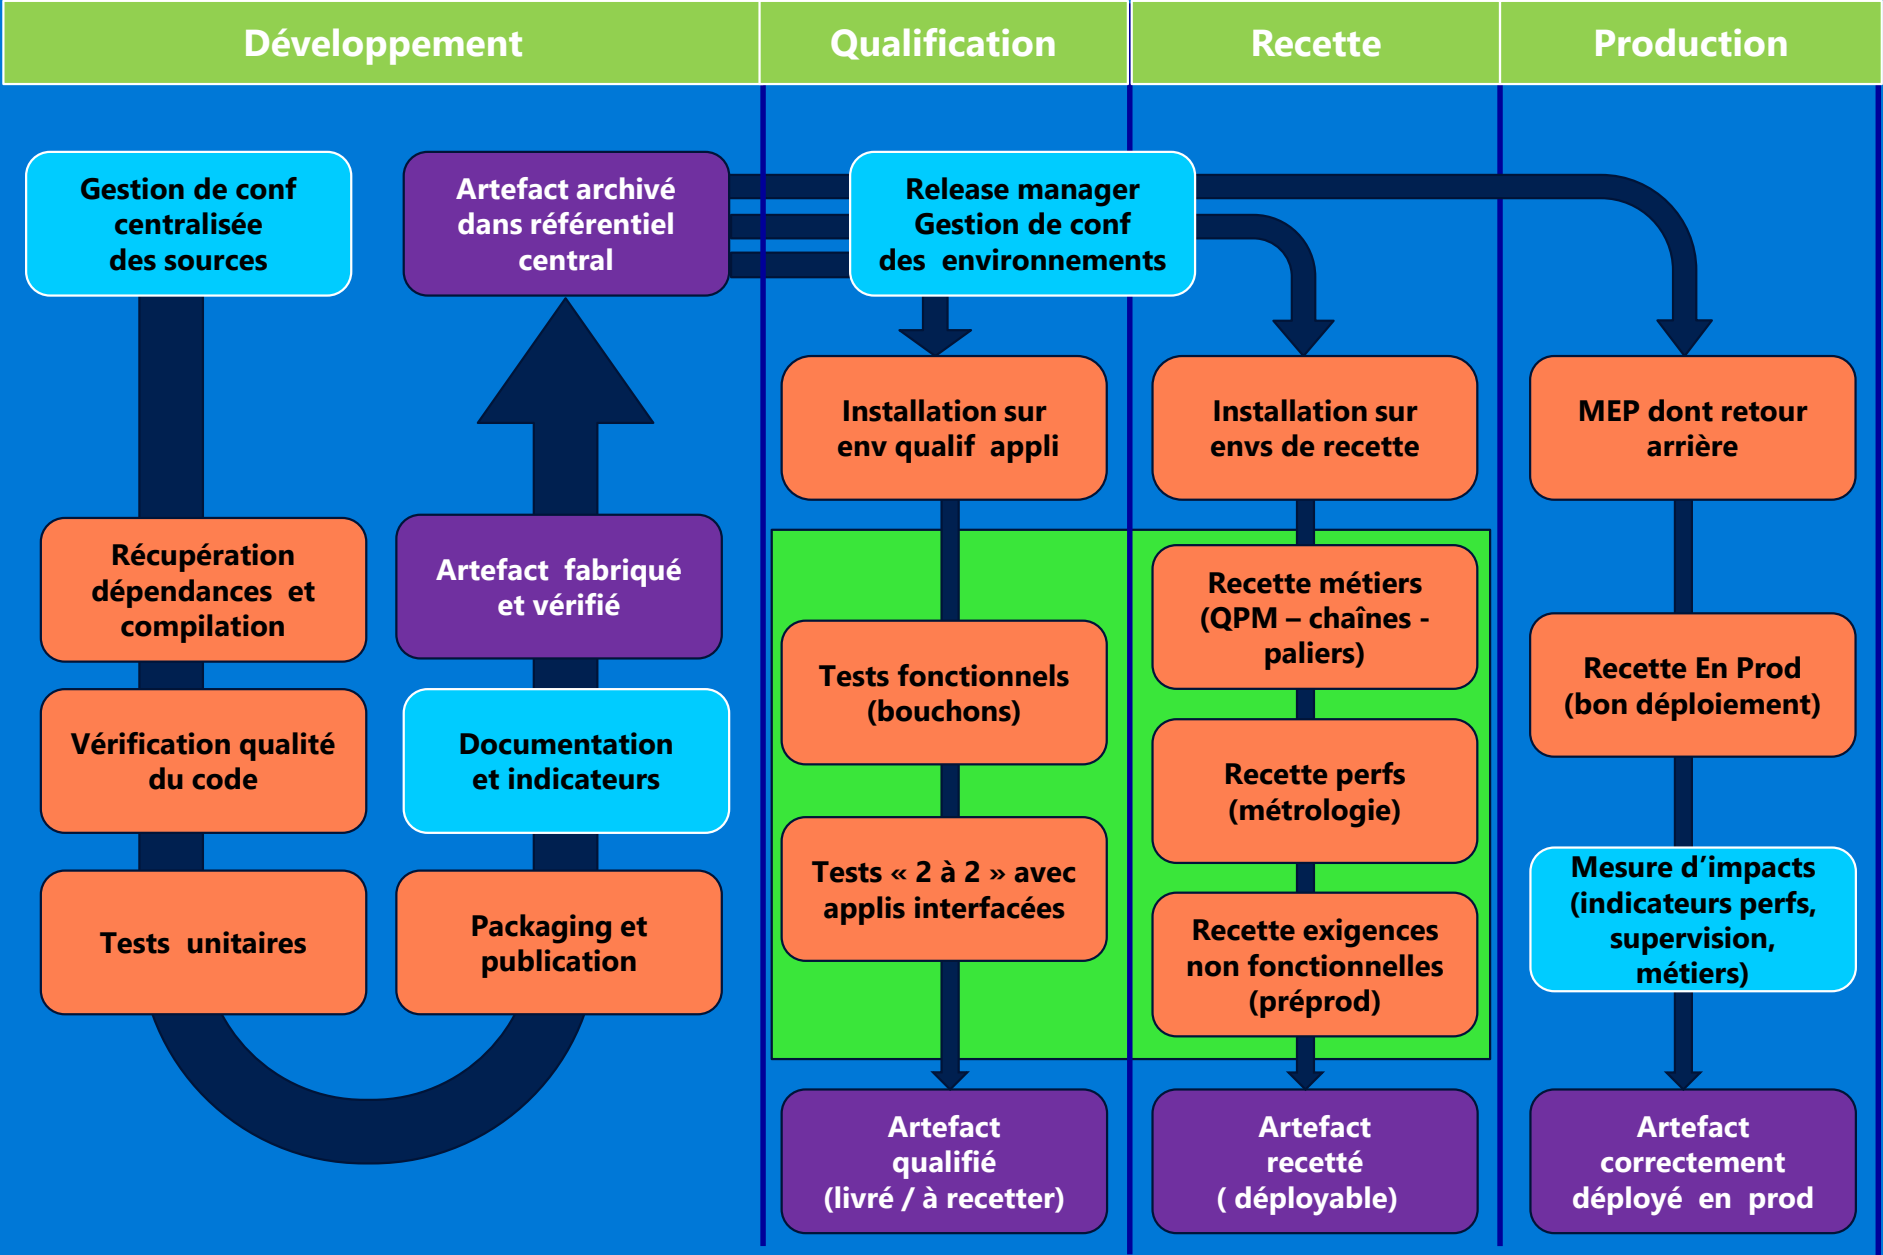 Développement
Qualification
Recette
Production
Gestion de conf
centralisée
des sources
Récupération
dépendances et
compilation
Vérification qualité
du code
Tests unitaires
Packaging et
publication
Documentation
et indicateurs
Artefact fabriqué
et vérifié
Artefact archivé
dans référentiel
central
Release manager
Gestion de conf
des environnements
Installation sur
env qualif appli
Tests fonctionnels
(bouchons)
Tests « 2 à 2 » avec
applis interfacées
Artefact
qualifié
(livré / à recetter)
Installation sur
envs de recette
Recette métiers
(QPM – chaînes -
paliers)
Recette perfs
(métrologie)
Recette exigences
non fonctionnelles
(préprod)
Artefact
recetté
( déployable)
MEP dont retour
arrière
Recette En Prod
(bon déploiement)
Mesure d’impacts
(indicateurs perfs,
supervision,
métiers)
Artefact
correctement
déployé en prod